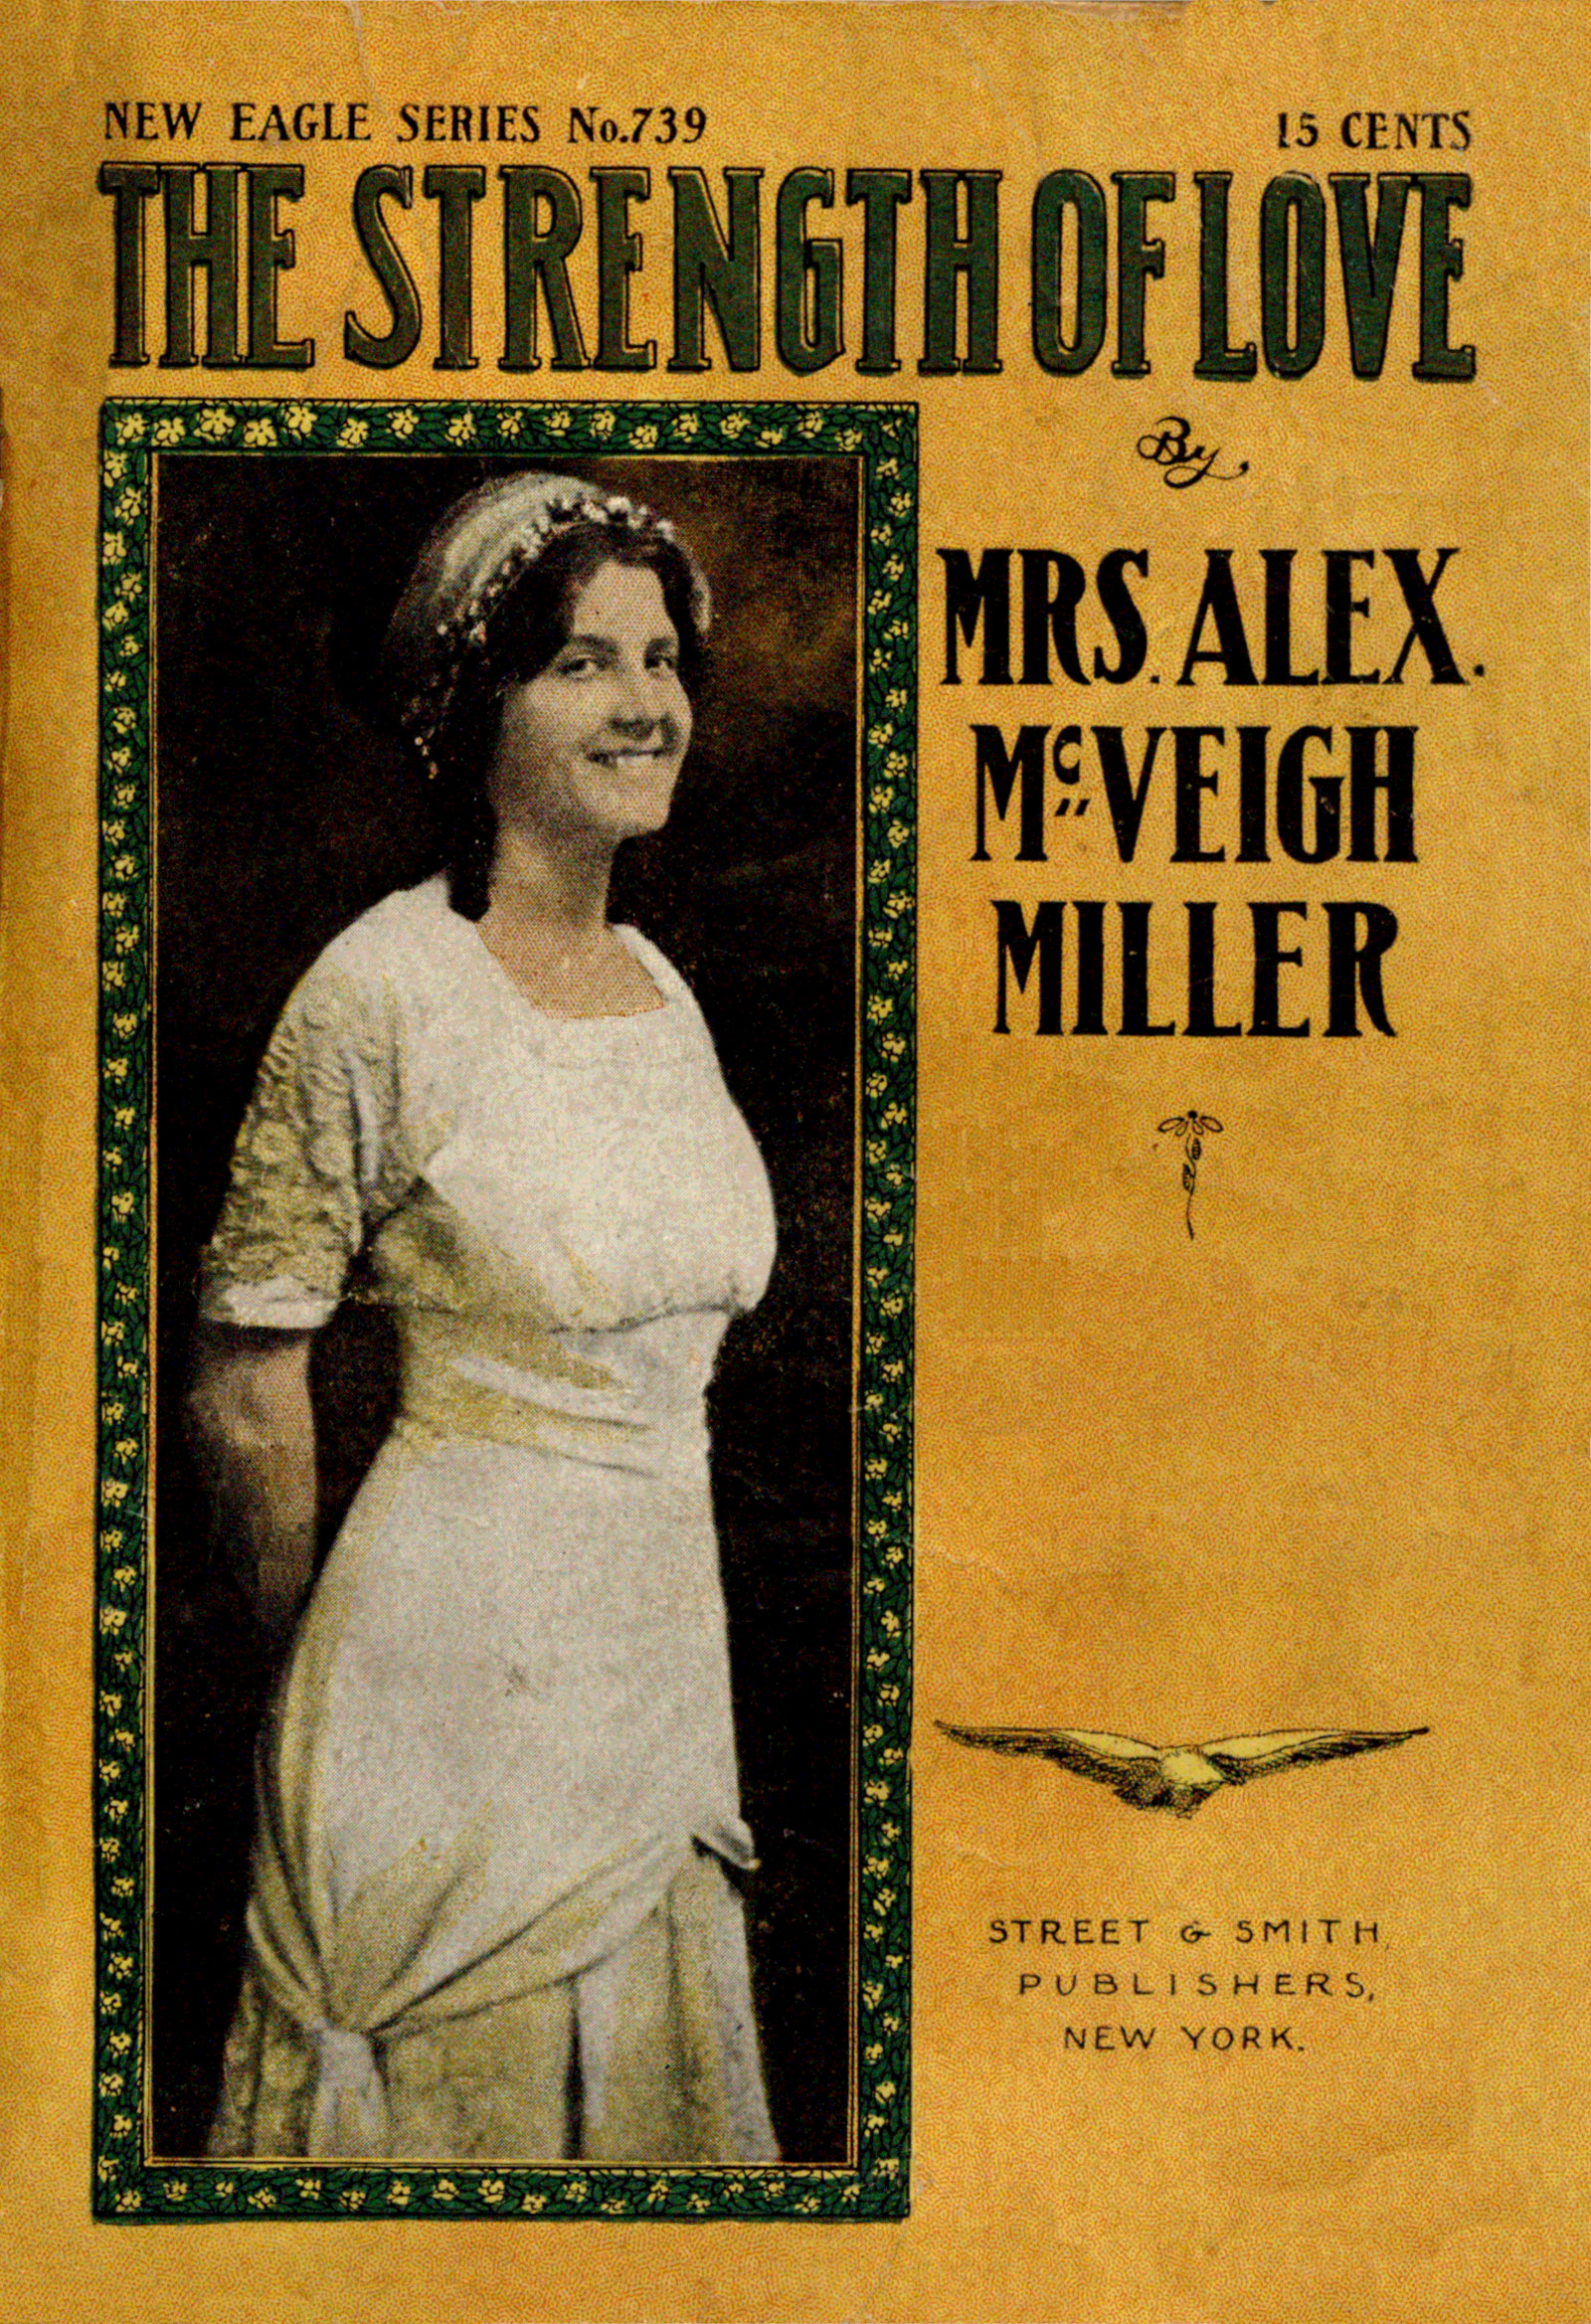 NEW EAGLE SERIES No.739
15 CENTS
THE STRENGTH OF LOVE
By
MRS. ALEX.
McVEIGH
MILLER
STREET & SMITH,
PUBLISHERS,
NEW YORK.